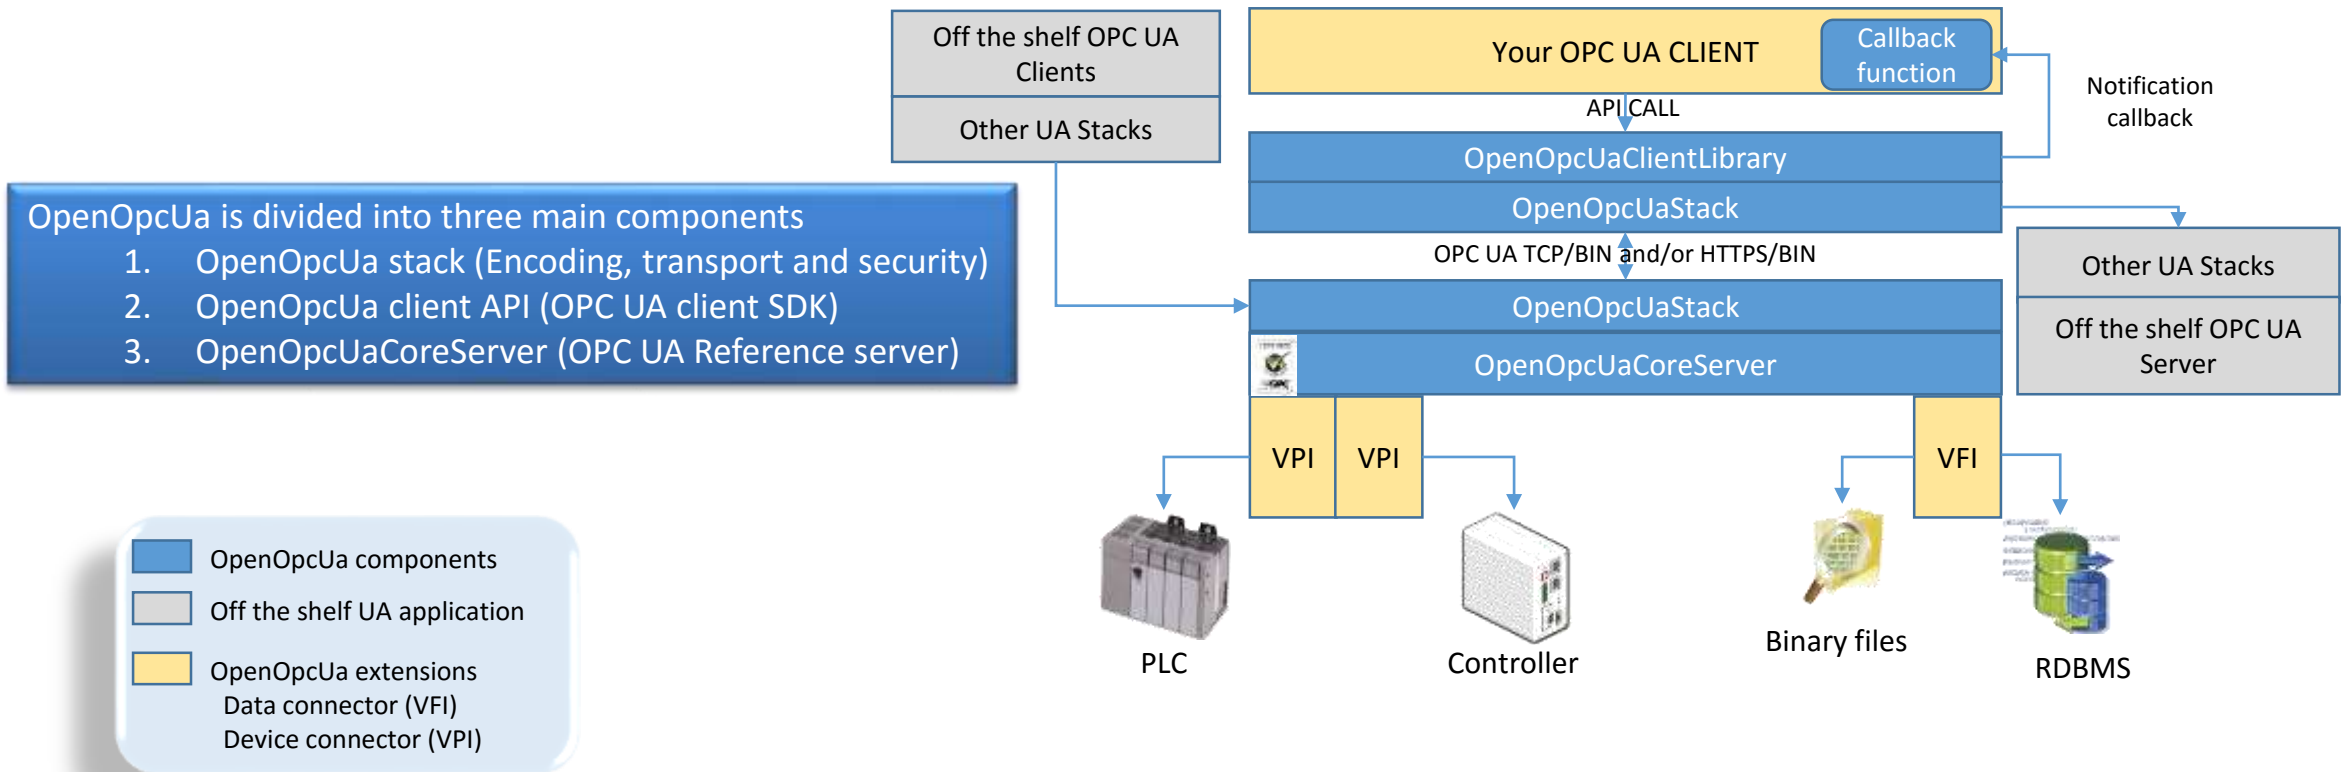 Off the shelf OPC UA
Clients
Other UA Stacks
Your OPC UA CLIENT
Callback
function
Notification
callback
API CALL
OpenOpcUaClientLibrary
OpenOpcUaStack
OPC UA TCP/BIN and/or HTTPS/BIN
OpenOpcUaStack
OpenOpcUaCoreServer
Other UA Stacks
Off the shelf OPC UA
Server
OpenOpcUa is divided into three main components
1. OpenOpcUa stack (Encoding, transport and security)
2. OpenOpcUa client API (OPC UA client SDK)
3. OpenOpcUaCoreServer (OPC UA Reference server)
VPI
VPI
VFI
PLC
Controller
Binary files
RDBMS
OpenOpcUa components
Off the shelf UA application
OpenOpcUa extensions
Data connector (VFI)
Device connector (VPI)